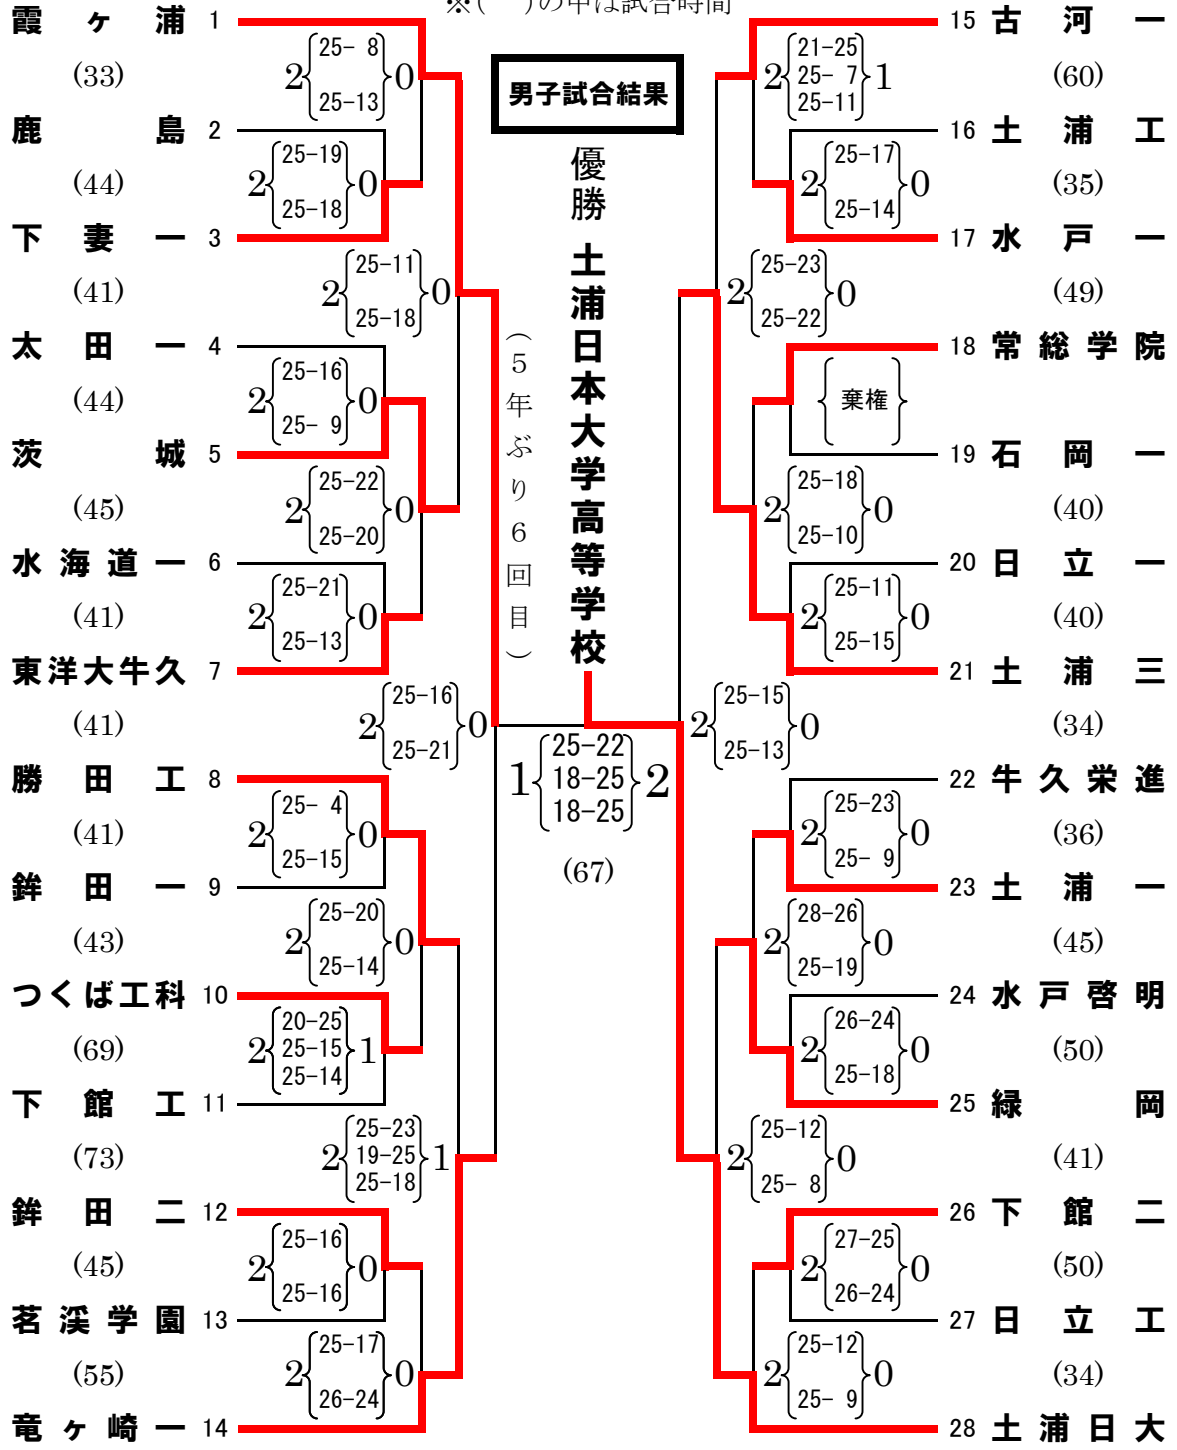 ※(　)の中は試合時間
男子試合結果
優勝 土浦日本大学高等学校
（５年ぶり６回目）
霞ヶ浦 1
(33)
2 25- 8 0
25-13
鹿島 2
(44)
2 25-19 0
25-18
下妻一 3
(41)
2 25-11 0
25-18
太田一 4
(44)
2 25-16 0
25- 9
茨城 5
(45)
2 25-22 0
25-20
水海道一 6
(41)
2 25-21 0
25-13
東洋大牛久 7
(41)
2 25-16 0
25-21
勝田工 8
(41)
2 25- 4 0
25-15
鉾田一 9
(43)
2 25-20 0
25-14
つくば工科 10
(69)
20-25
2 25-15 1
25-14
下館工 11
(73)
25-23
2 19-25 1
25-18
鉾田二 12
(45)
2 25-16 0
25-16
茗渓学園 13
(55)
2 25-17 0
26-24
竜ヶ崎一 14
25-22
1 18-25 2
18-25
(67)
15 古河一
(60)
21-25
2 25- 7 1
25-11
16 土浦工
(35)
2 25-17 0
25-14
17 水戸一
(49)
2 25-23 0
25-22
18 常総学院
棄権
19 石岡一
(40)
2 25-18 0
25-10
20 日立一
(40)
2 25-11 0
25-15
21 土浦三
(34)
2 25-15 0
25-13
22 牛久栄進
(36)
2 25-23 0
25- 9
23 土浦一
(45)
2 28-26 0
25-19
24 水戸啓明
(50)
2 26-24 0
25-18
25 緑岡
(41)
2 25-12 0
25- 8
26 下館二
(50)
2 27-25 0
26-24
27 日立工
(34)
2 25-12 0
25- 9
28 土浦日大